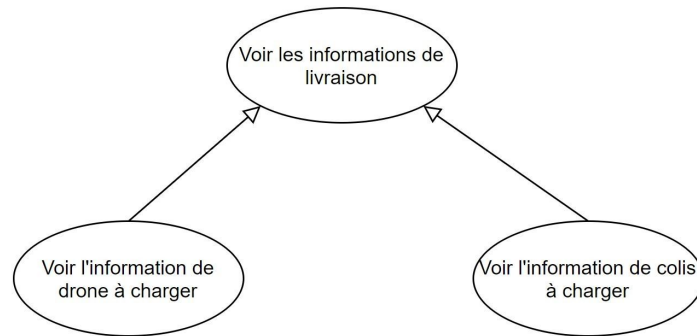 Voir les informations de
livraison
Voir l'information de
drone à charger
Voir l'information de colis
à charger